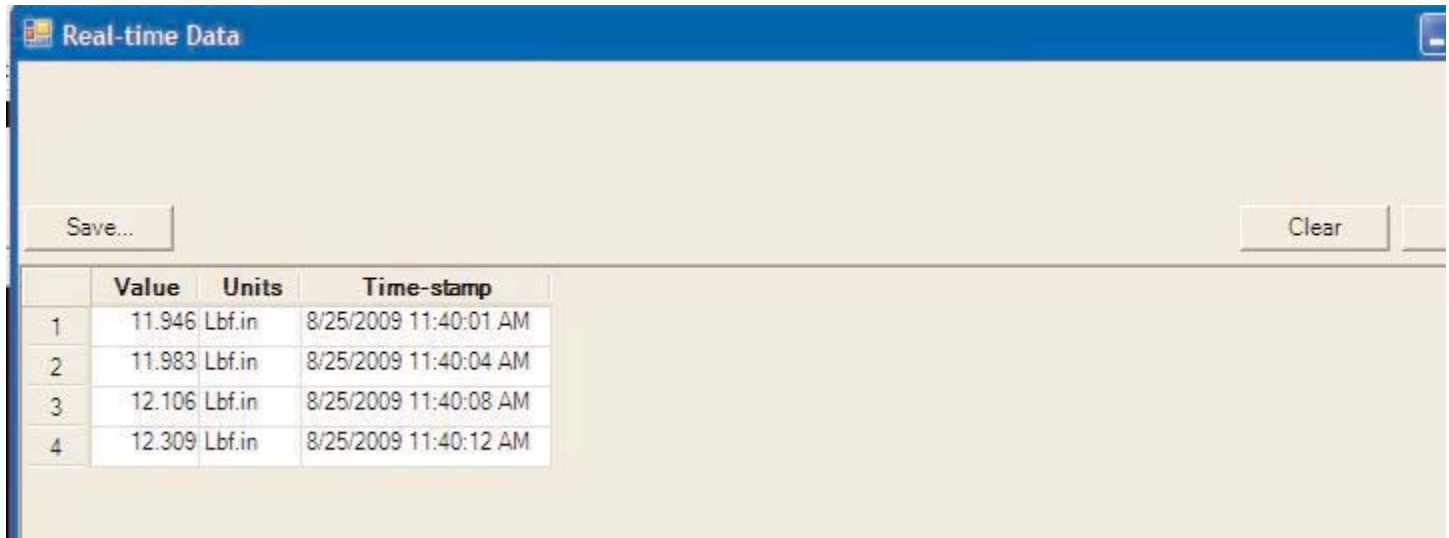 Real-time Data
Save... Clear
Value Units Time-stamp
1 11.946 Lbf.in 8/25/2009 11:40:01 AM
2 11.983 Lbf.in 8/25/2009 11:40:04 AM
3 12.106 Lbf.in 8/25/2009 11:40:08 AM
4 12.309 Lbf.in 8/25/2009 11:40:12 AM